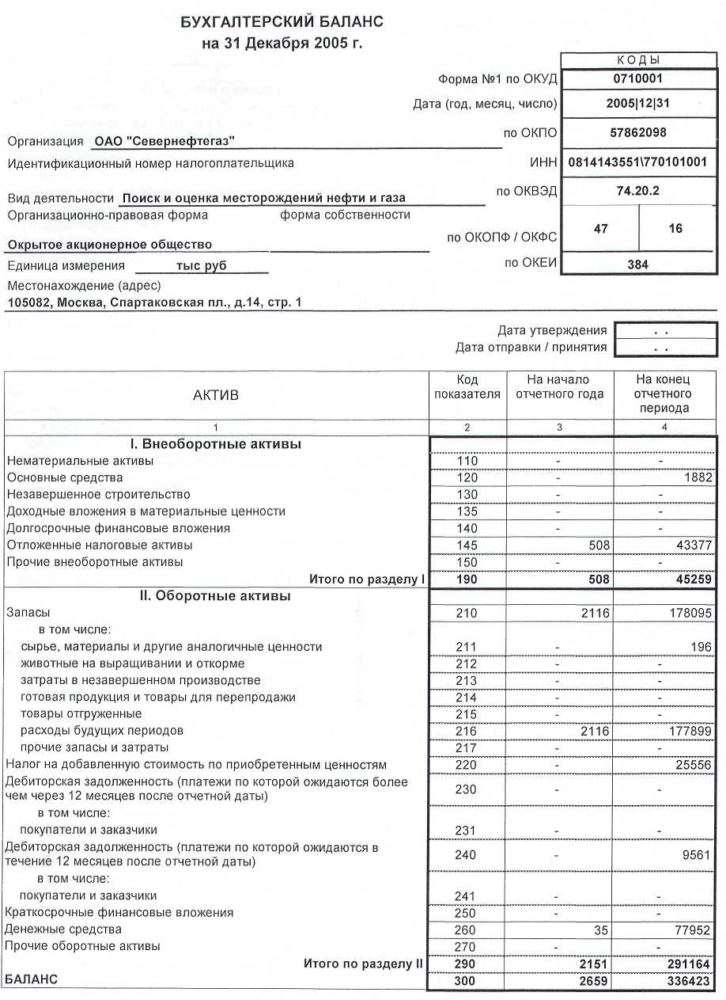 БУХГАЛТЕРСКИЙ БАЛАНС
на 31 Декабря 2005 г.
КОДЫ
Форма №1 по ОКУД 0710001
Дата (год, месяц, число) 2005|12|31
Организация ОАО "Севернефтегаз" по ОКПО 57862098
Идентификационный номер налогоплательщика ИНН 0814143551\770101001
Вид деятельности Поиск и оценка месторождений нефти и газа по ОКВЭД 74.20.2
Организационно-правовая форма форма собственности
Окрытое акционерное общество по ОКОПФ / ОКФС 47 16
Единица измерения тыс руб по ОКЕИ 384
Местонахождение (адрес)
105082, Москва, Спартаковская пл., д.14, стр. 1
Дата утверждения . .
Дата отправки / принятия . .
АКТИВ Код показателя На начало отчетного года На конец отчетного периода
1 2 3 4
I. Внеоборотные активы
Нематериальные активы 110 - -
Основные средства 120 - 1882
Незавершенное строительство 130 - -
Доходные вложения в материальные ценности 135 - -
Долгосрочные финансовые вложения 140 - -
Отложенные налоговые активы 145 508 43377
Прочие внеоборотные активы 150 - -
Итого по разделу I 190 508 45259
II. Оборотные активы
Запасы 210 2116 178095
в том числе:
сырье, материалы и другие аналогичные ценности 211 - 196
животные на выращивании и откорме 212 - -
затраты в незавершенном производстве 213 - -
готовая продукция и товары для перепродажи 214 - -
товары отгруженные 215 - -
расходы будущих периодов 216 2116 177899
прочие запасы и затраты 217 - -
Налог на добавленную стоимость по приобретенным ценностям 220 - 25556
Дебиторская задолженность (платежи по которой ожидаются более
чем через 12 месяцев после отчетной даты) 230 - -
в том числе:
покупатели и заказчики 231 - -
Дебиторская задолженность (платежи по которой ожидаются в
течение 12 месяцев после отчетной даты) 240 - 9561
в том числе:
покупатели и заказчики 241 - -
Краткосрочные финансовые вложения 250 - -
Денежные средства 260 35 77952
Прочие оборотные активы 270 - -
Итого по разделу II 290 2151 291164
БАЛАНС 300 2659 336423